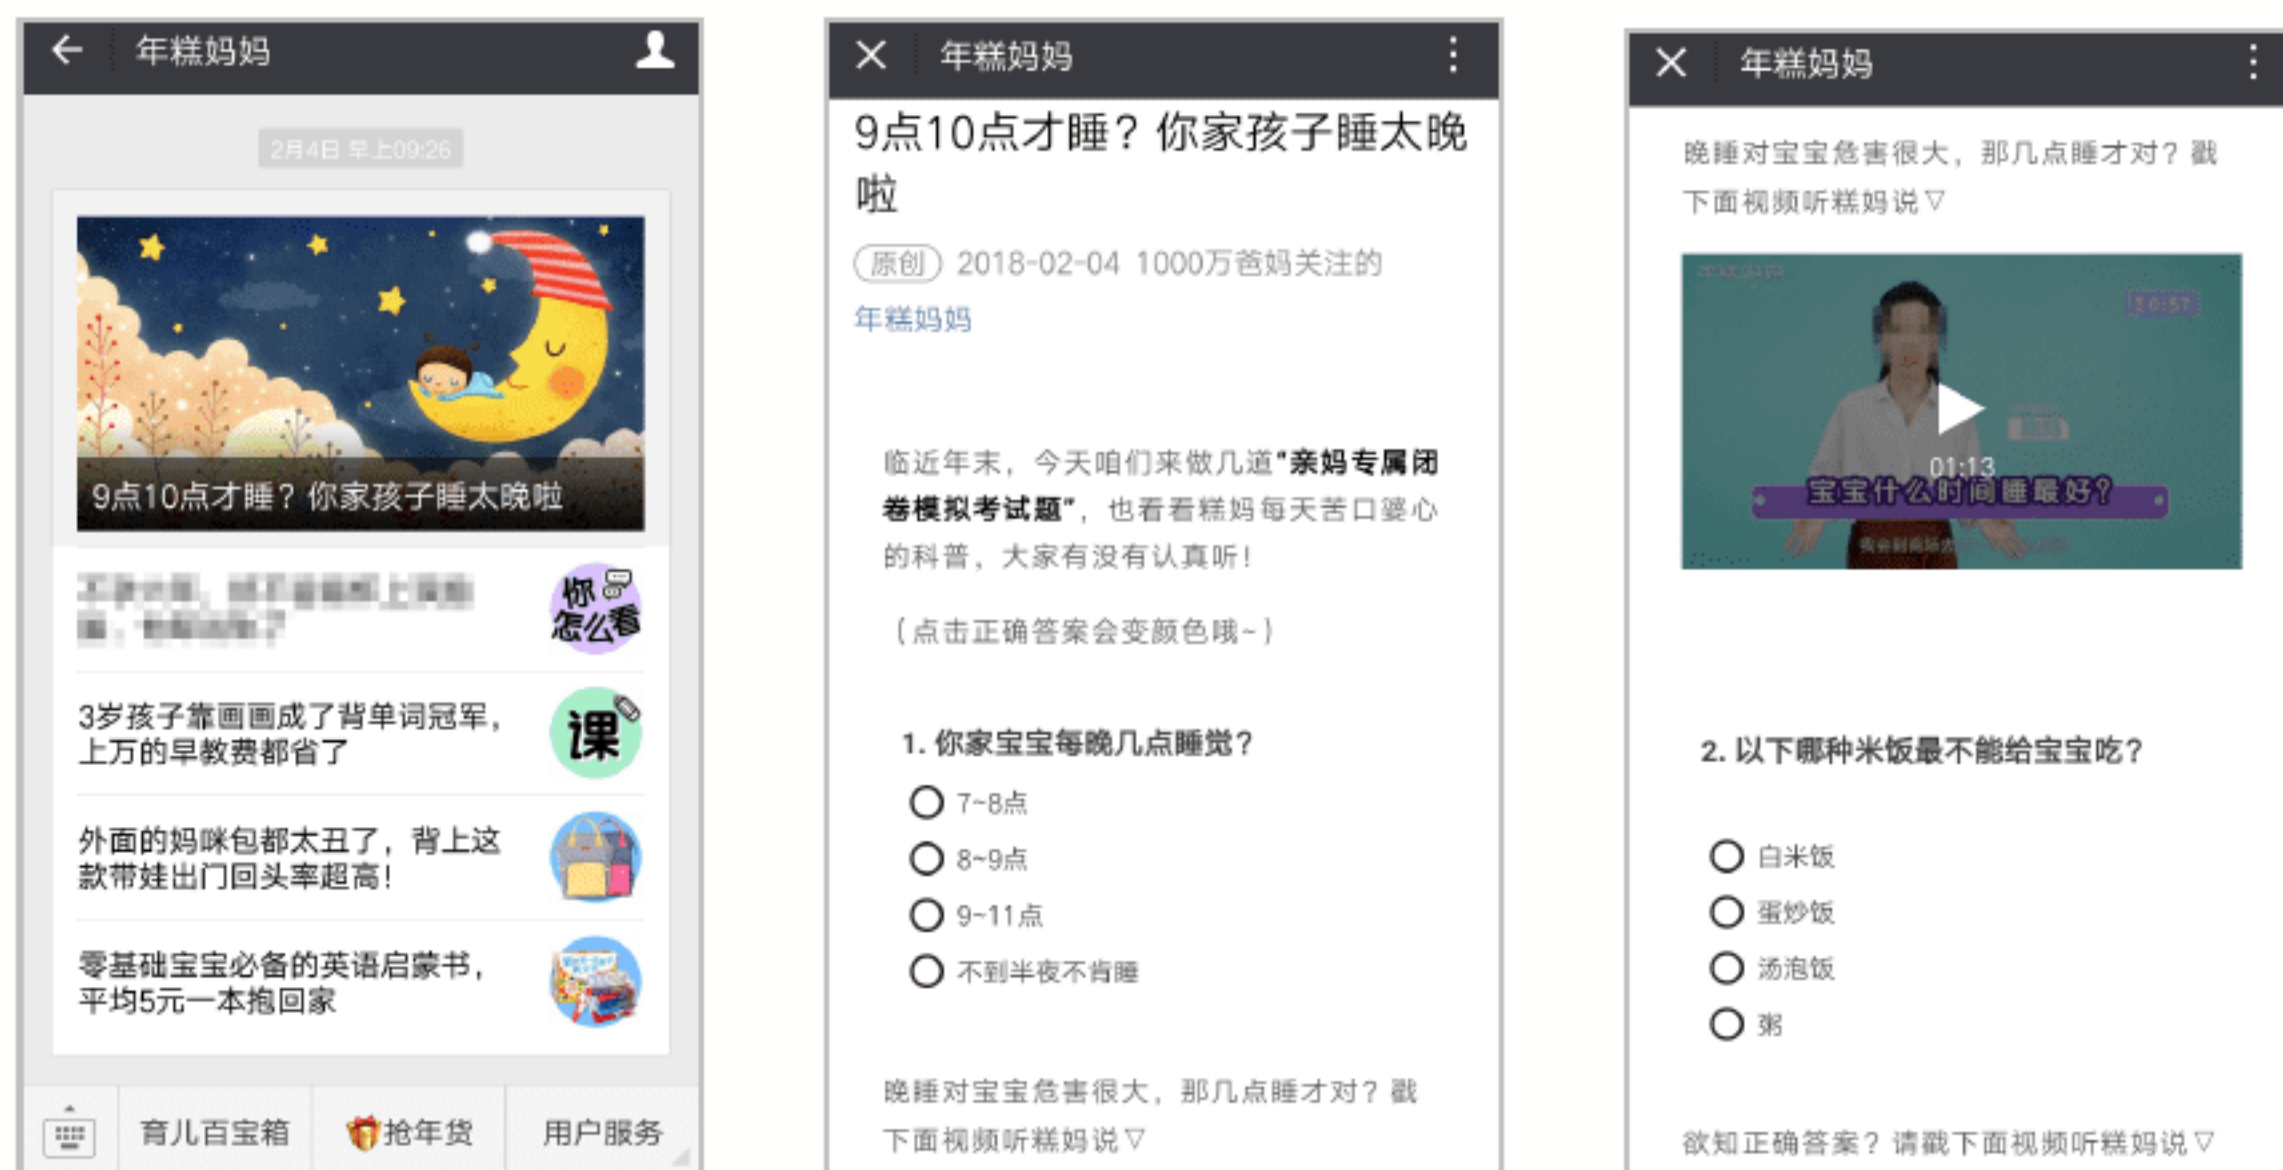 年糕妈妈
2月4日 早上09:26
9点10点才睡？你家孩子睡太晚啦
你
怎么看
3岁孩子靠画画成了背单词冠军，
上万的早教费都省了
课
外面的妈咪包都太丑了，背上这
款带娃出门回头率超高！
零基础宝宝必备的英语启蒙书，
平均5元一本抱回家
育儿百宝箱
抢年货
用户服务
年糕妈妈
9点10点才睡？你家孩子睡太晚
啦
原创 2018-02-04 1000万爸妈关注的
年糕妈妈
临近年末，今天咱们来做几道“亲妈专属闭
卷模拟考试题”，也看看糕妈每天苦口婆心
的科普，大家有没有认真听！
（点击正确答案会变颜色哦~）
1. 你家宝宝每晚几点睡觉？
7~8点
8~9点
9~11点
不到半夜不肯睡
晚睡对宝宝危害很大，那几点睡才对？戳
下面视频听糕妈说▽
年糕妈妈
晚睡对宝宝危害很大，那几点睡才对？戳
下面视频听糕妈说▽
0:57
01:13
宝宝什么时间睡最好？
2. 以下哪种米饭最不能给宝宝吃？
白米饭
蛋炒饭
汤泡饭
粥
欲知正确答案？请戳下面视频听糕妈说▽